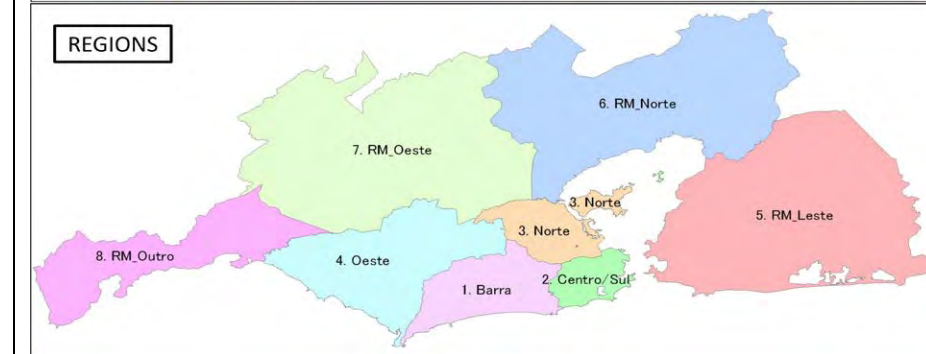 REGIONS
6. RM_Norte
7. RM_Oeste
3. Norte
5. RM_Leste
3. Norte
8. RM_Outro
4. Oeste
2. Centro/Sul
1. Barra